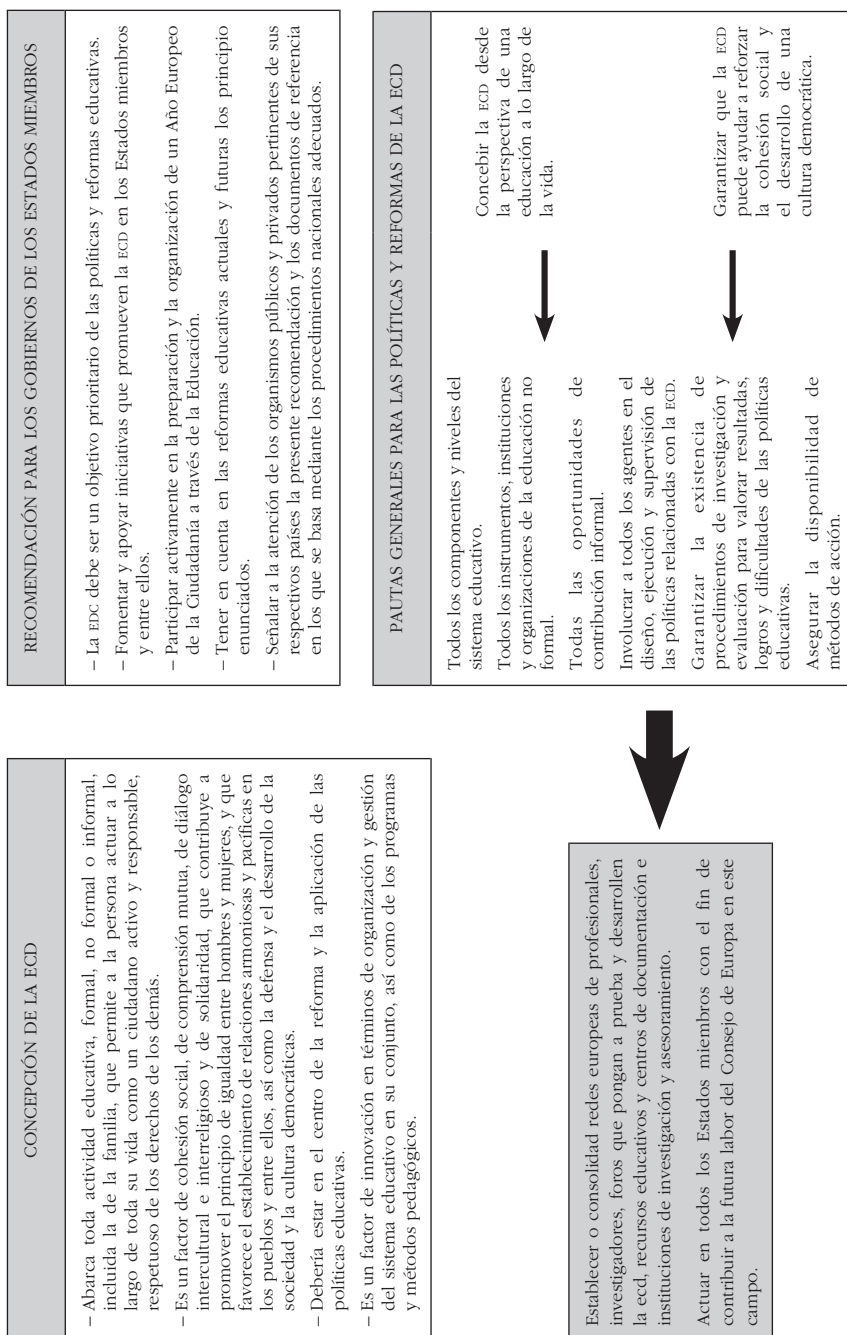 CONCEPCIÓN DE LA ECD
– Abarca toda actividad educativa, formal, no formal o informal,
incluida la de la familia, que permite a la persona actuar a lo
largo de toda su vida como un ciudadano activo y responsable,
respetuoso de los derechos de los demás.
– Es un factor de cohesión social, de comprensión mutua, de diálogo
intercultural e interreligioso y de solidaridad, que contribuye a
promover el principio de igualdad entre hombres y mujeres, y que
favorece el establecimiento de relaciones armoniosas y pacíficas en
los pueblos y entre ellos, así como la defensa y el desarrollo de la
sociedad y la cultura democráticas.
– Debería estar en el centro de la reforma y la aplicación de las
políticas educativas.
– Es un factor de innovación en términos de organización y gestión
del sistema educativo en su conjunto, así como de los programas
y métodos pedagógicos.
RECOMENDACIÓN PARA LOS GOBIERNOS DE LOS ESTADOS MIEMBROS
– La EDC debe ser un objetivo prioritario de las políticas y reformas educativas.
– Fomentar y apoyar iniciativas que promueven la ECD en los Estados miembros
y entre ellos.
– Participar activamente en la preparación y la organización de un Año Europeo
de la Ciudadanía a través de la Educación.
– Tener en cuenta en las reformas educativas actuales y futuras los principio
enunciados.
– Señalar a la atención de los organismos públicos y privados pertinentes de sus
respectivos países la presente recomendación y los documentos de referencia
en los que se basa mediante los procedimientos nacionales adecuados.
Establecer o consolidad redes europeas de profesionales,
investigadores, foros que pongan a prueba y desarrollen
la ecd, recursos educativos y centros de documentación e
instituciones de investigación y asesoramiento.
Actuar en todos los Estados miembros con el fin de
contribuir a la futura labor del Consejo de Europa en este
campo.
PAUTAS GENERALES PARA LAS POLÍTICAS Y REFORMAS DE LA ECD
Todos los componentes y niveles del
sistema educativo.
Todos los instrumentos, instituciones
y organizaciones de la educación no
formal.
Todas las oportunidades de
contribución informal.
Involucrar a todos los agentes en el
diseño, ejecución y supervisión de
las políticas relacionadas con la ECD.
Garantizar la existencia de
procedimientos de investigación y
evaluación para valorar resultadas,
logros y dificultades de las políticas
educativas.
Asegurar la disponibilidad de
métodos de acción.
Concebir la ECD desde
la perspectiva de una
educación a lo largo de
la vida.
Garantizar que la ECD
puede ayudar a reforzar
la cohesión social y
el desarrollo de una
cultura democrática.